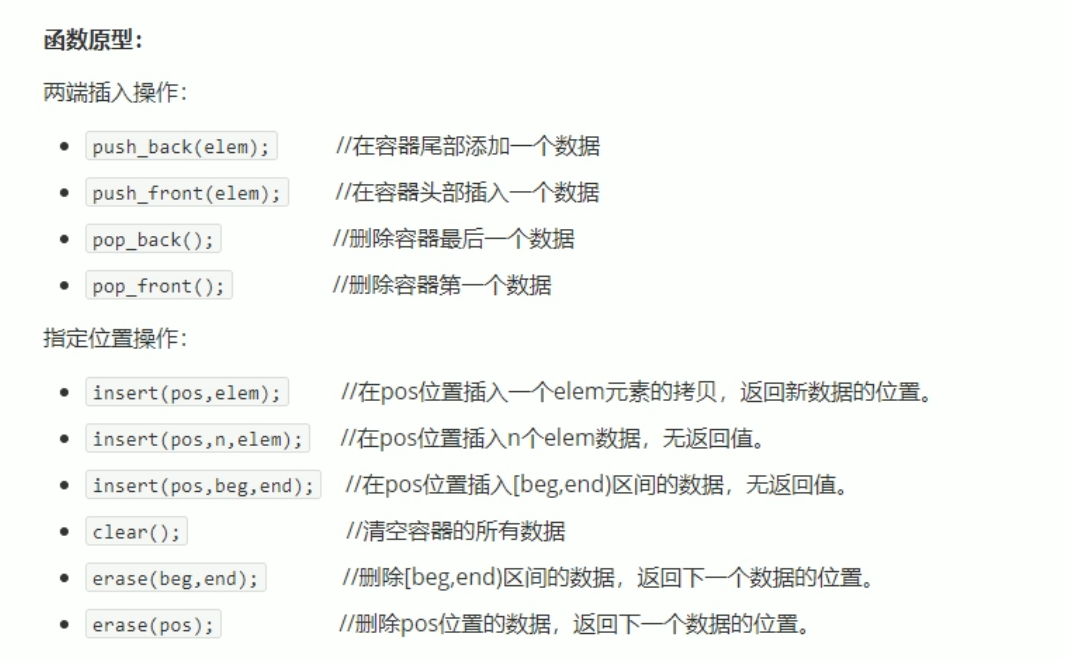 函数原型：
两端插入操作：
push_back(elem); //在容器尾部添加一个数据
push_front(elem); //在容器头部插入一个数据
pop_back(); //删除容器最后一个数据
pop_front(); //删除容器第一个数据
指定位置操作：
insert(pos,elem); //在pos位置插入一个elem元素的拷贝，返回新数据的位置。
insert(pos,n,elem); //在pos位置插入n个elem数据，无返回值。
insert(pos,beg,end); //在pos位置插入[beg,end)区间的数据，无返回值。
clear(); //清空容器的所有数据
erase(beg,end); //删除[beg,end)区间的数据，返回下一个数据的位置。
erase(pos); //删除pos位置的数据，返回下一个数据的位置。